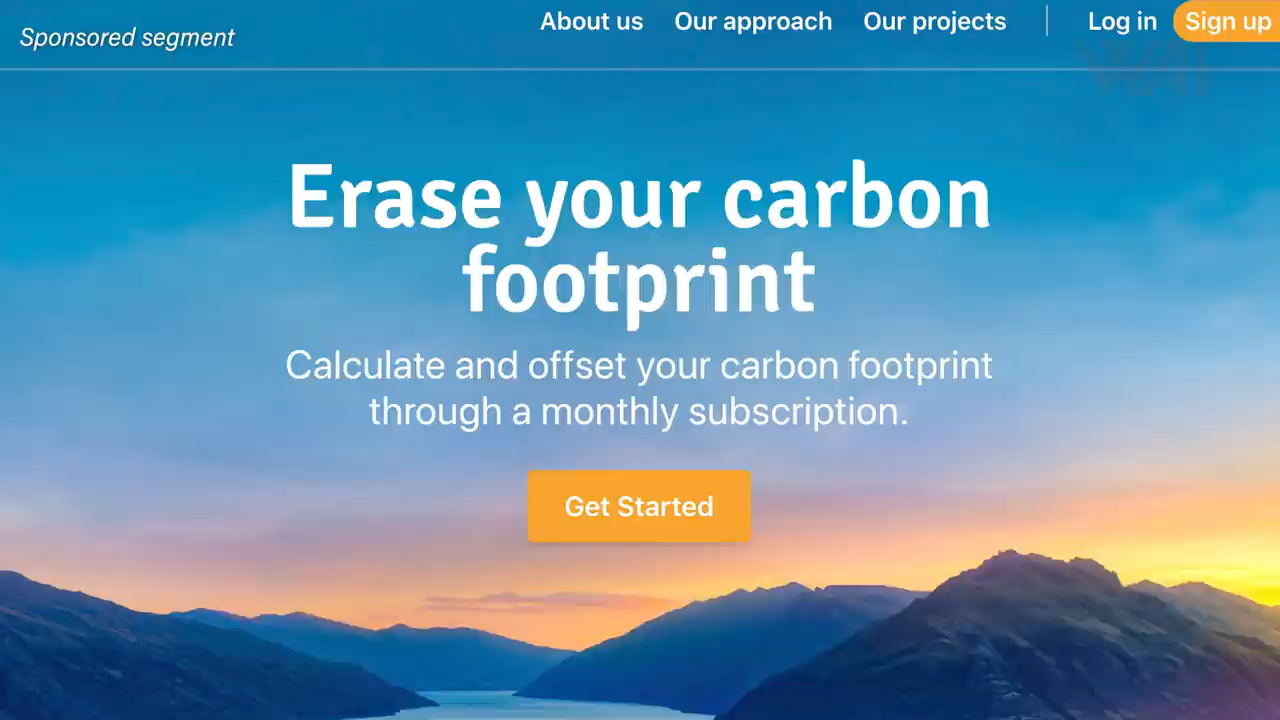 Sponsored segment
About us Our approach Our projects Log in Sign up
Erase your carbon
footprint
Calculate and offset your carbon footprint
through a monthly subscription.
Get Started